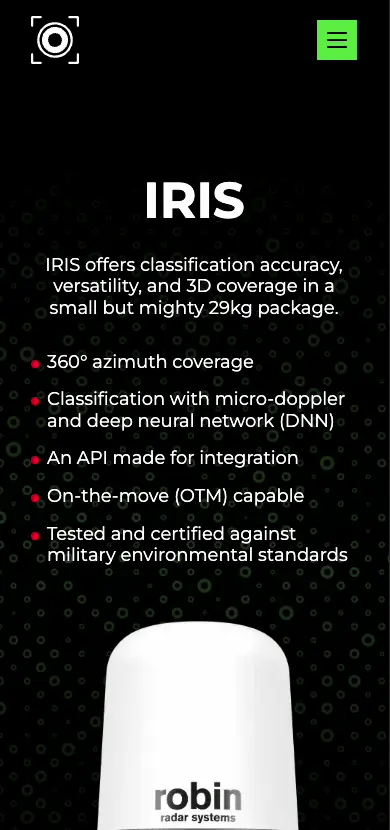 IRIS
IRIS offers classification accuracy,
versatility, and 3D coverage in a
small but mighty 29kg package.
360° azimuth coverage
Classification with micro-doppler
and deep neural network (DNN)
An API made for integration
On-the-move (OTM) capable
Tested and certified against
military environmental standards
robin
radar systems